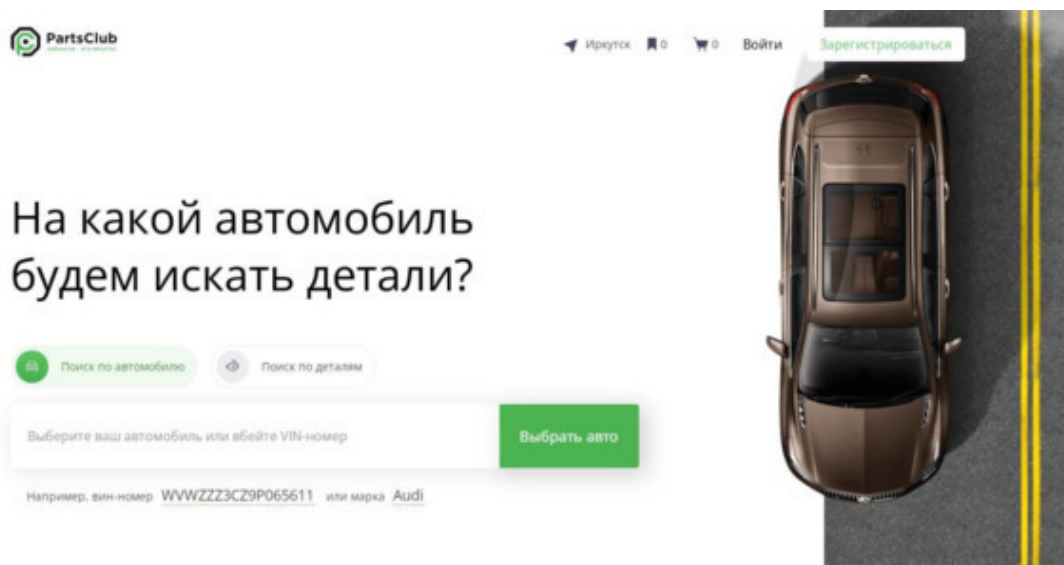 PartsClub
Иркутск 0 0 Войти Зарегистрироваться
На какой автомобиль
будем искать детали?
Поиск по автомобилю Поиск по деталям
Выберите ваш автомобиль или вбейте VIN-номер Выбрать авто
Например, вин-номер WVWZZZ3CZ9P065611 или марка Audi